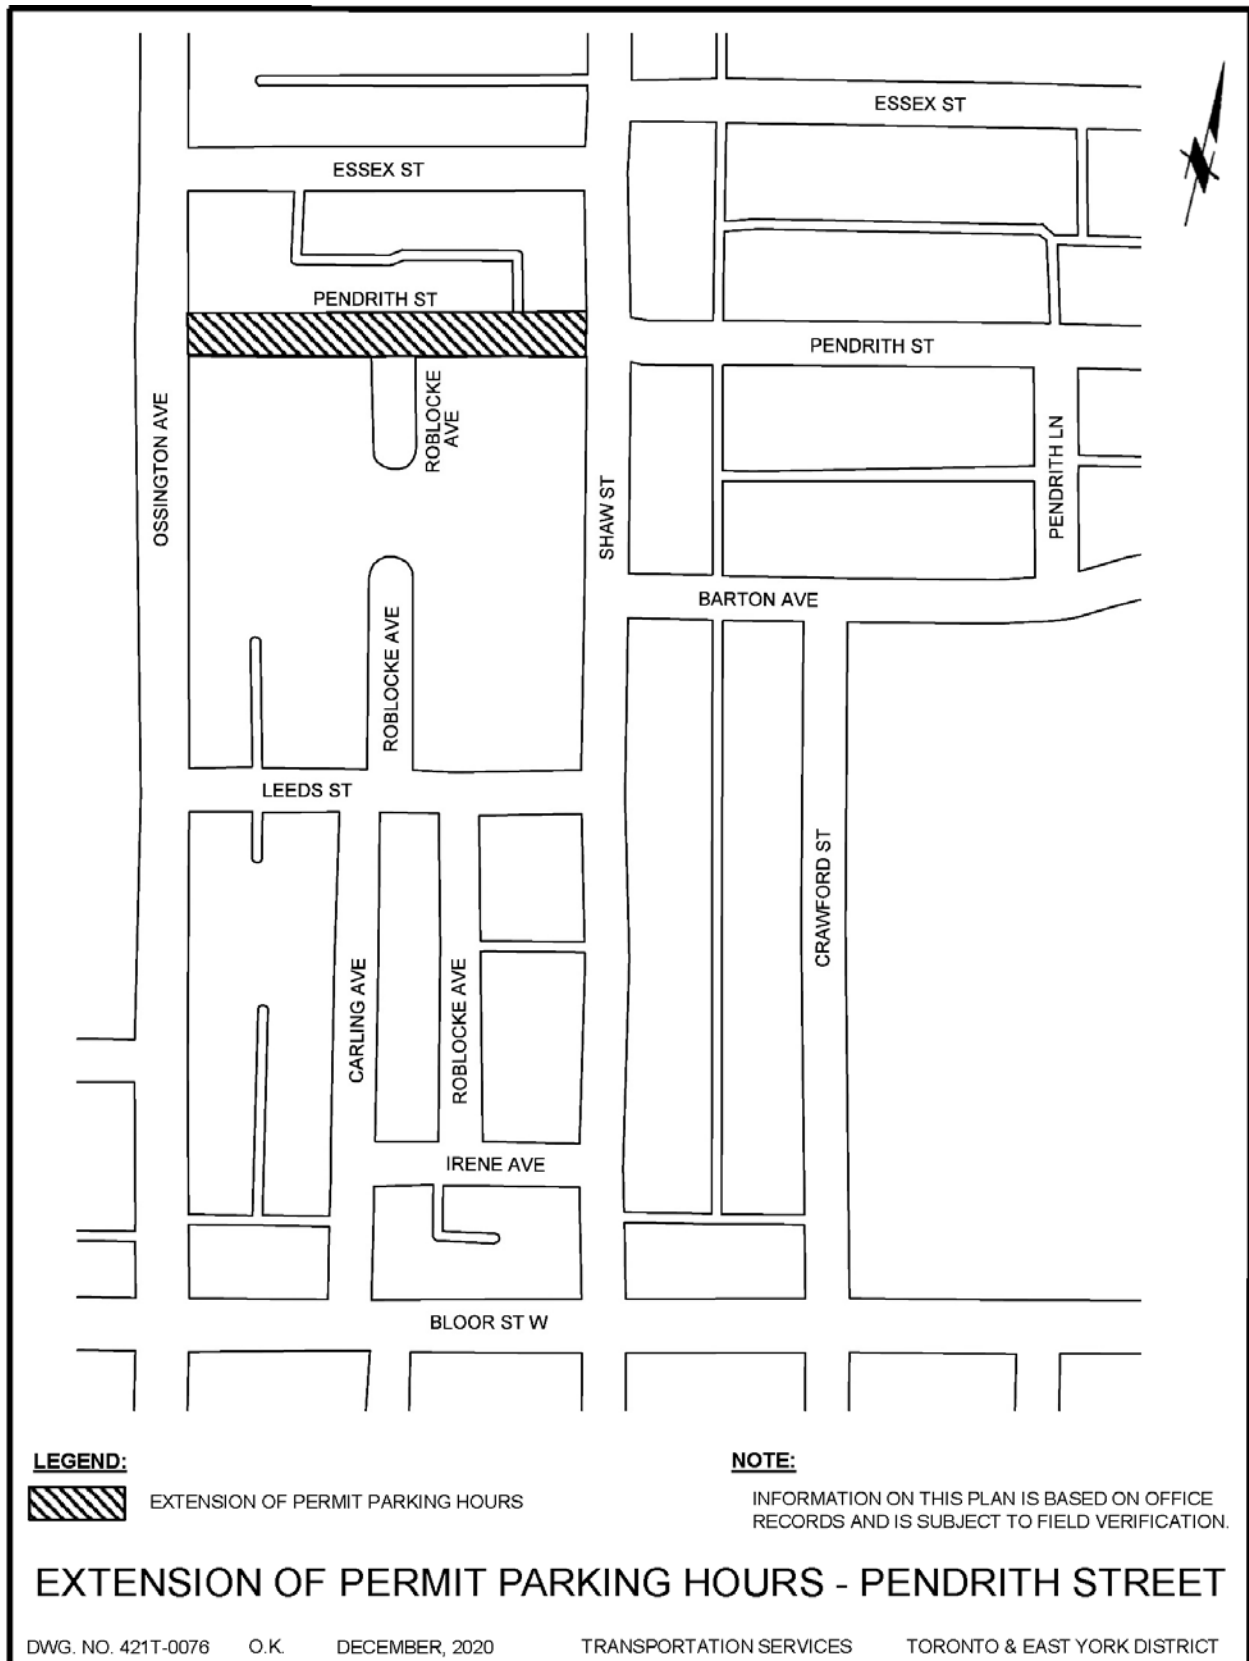 ESSEX ST
ESSEX ST
PENDRITH ST
PENDRITH ST
ROBLOCKE
AVE
OSSINGTON AVE
PENDRITH LN
SHAW ST
BARTON AVE
ROBLOCKE AVE
LEEDS ST
CRAWFORD ST
CARLING AVE
ROBLOCKE AVE
IRENE AVE
BLOOR ST W
LEGEND:
EXTENSION OF PERMIT PARKING HOURS
NOTE:
INFORMATION ON THIS PLAN IS BASED ON OFFICE
RECORDS AND IS SUBJECT TO FIELD VERIFICATION.
EXTENSION OF PERMIT PARKING HOURS - PENDRITH STREET
DWG. NO. 421T-0076 O.K. DECEMBER, 2020 TRANSPORTATION SERVICES TORONTO & EAST YORK DISTRICT